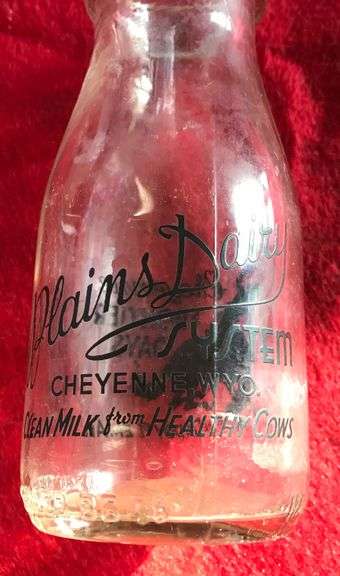 Plains Dairy
SYSTEM
CHEYENNE, WYO.
CLEAN MILK from HEALTHY COWS